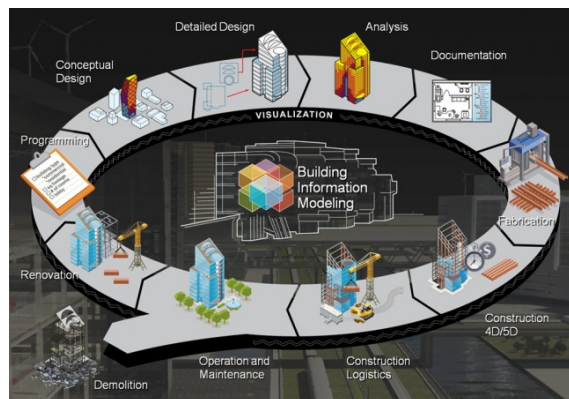 Detailed Design
Analysis
Conceptual
Design
Documentation
VISUALIZATION
Programming
Building
Information
Modeling
Fabrication
Renovation
Construction
4D/5D
Operation and
Maintenance
Construction
Logistics
Demolition